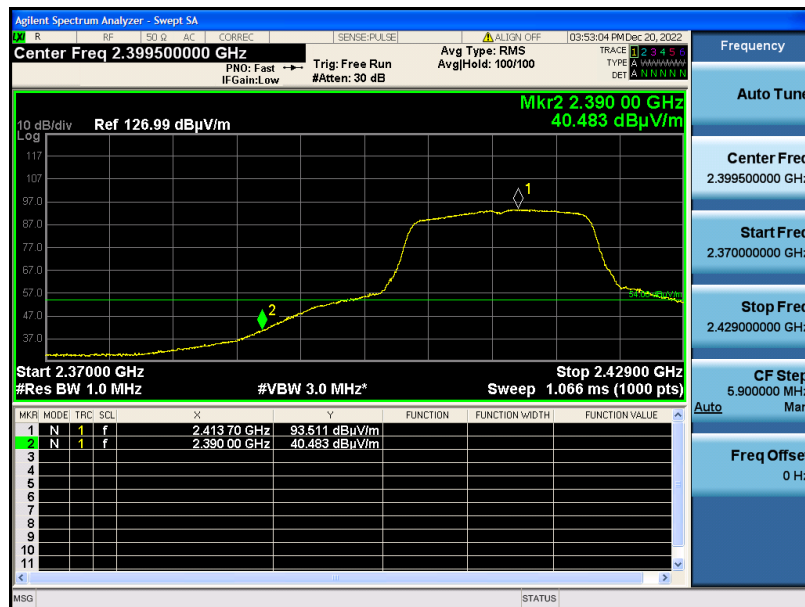 Agilent Spectrum Analyzer - Swept SA
LXI R RF 50 Ω AC CORREC SENSE:PULSE ALIGN OFF 03:53:04 PM Dec 20, 2022
Center Freq 2.399500000 GHz
PNO: Fast
IFGain:Low
Trig: Free Run
#Atten: 30 dB
Avg Type: RMS
Avg|Hold: 100/100
TRACE 1 2 3 4 5 6
TYPE A WWWWW
DET A N N N N N
Mkr2 2.390 00 GHz
40.483 dBµV/m
10 dB/div Ref 126.99 dBµV/m
Log
117
107
97.0
87.0
77.0
67.0
57.0
47.0
37.0
1
2
Start 2.37000 GHz Stop 2.42900 GHz
#Res BW 1.0 MHz #VBW 3.0 MHz* Sweep 1.066 ms (1000 pts)
MKR MODE TRC SCL X Y FUNCTION FUNCTION WIDTH FUNCTION VALUE
1 N 1 f 2.413 70 GHz 93.511 dBµV/m
2 N 1 f 2.390 00 GHz 40.483 dBµV/m
3
4
5
6
7
8
9
10
11
MSG STATUS
Frequency
Auto Tune
Center Freq
2.399500000 GHz
Start Freq
2.370000000 GHz
Stop Freq
2.429000000 GHz
CF Step
5.900000 MHz
Auto Man
Freq Offset
0 Hz